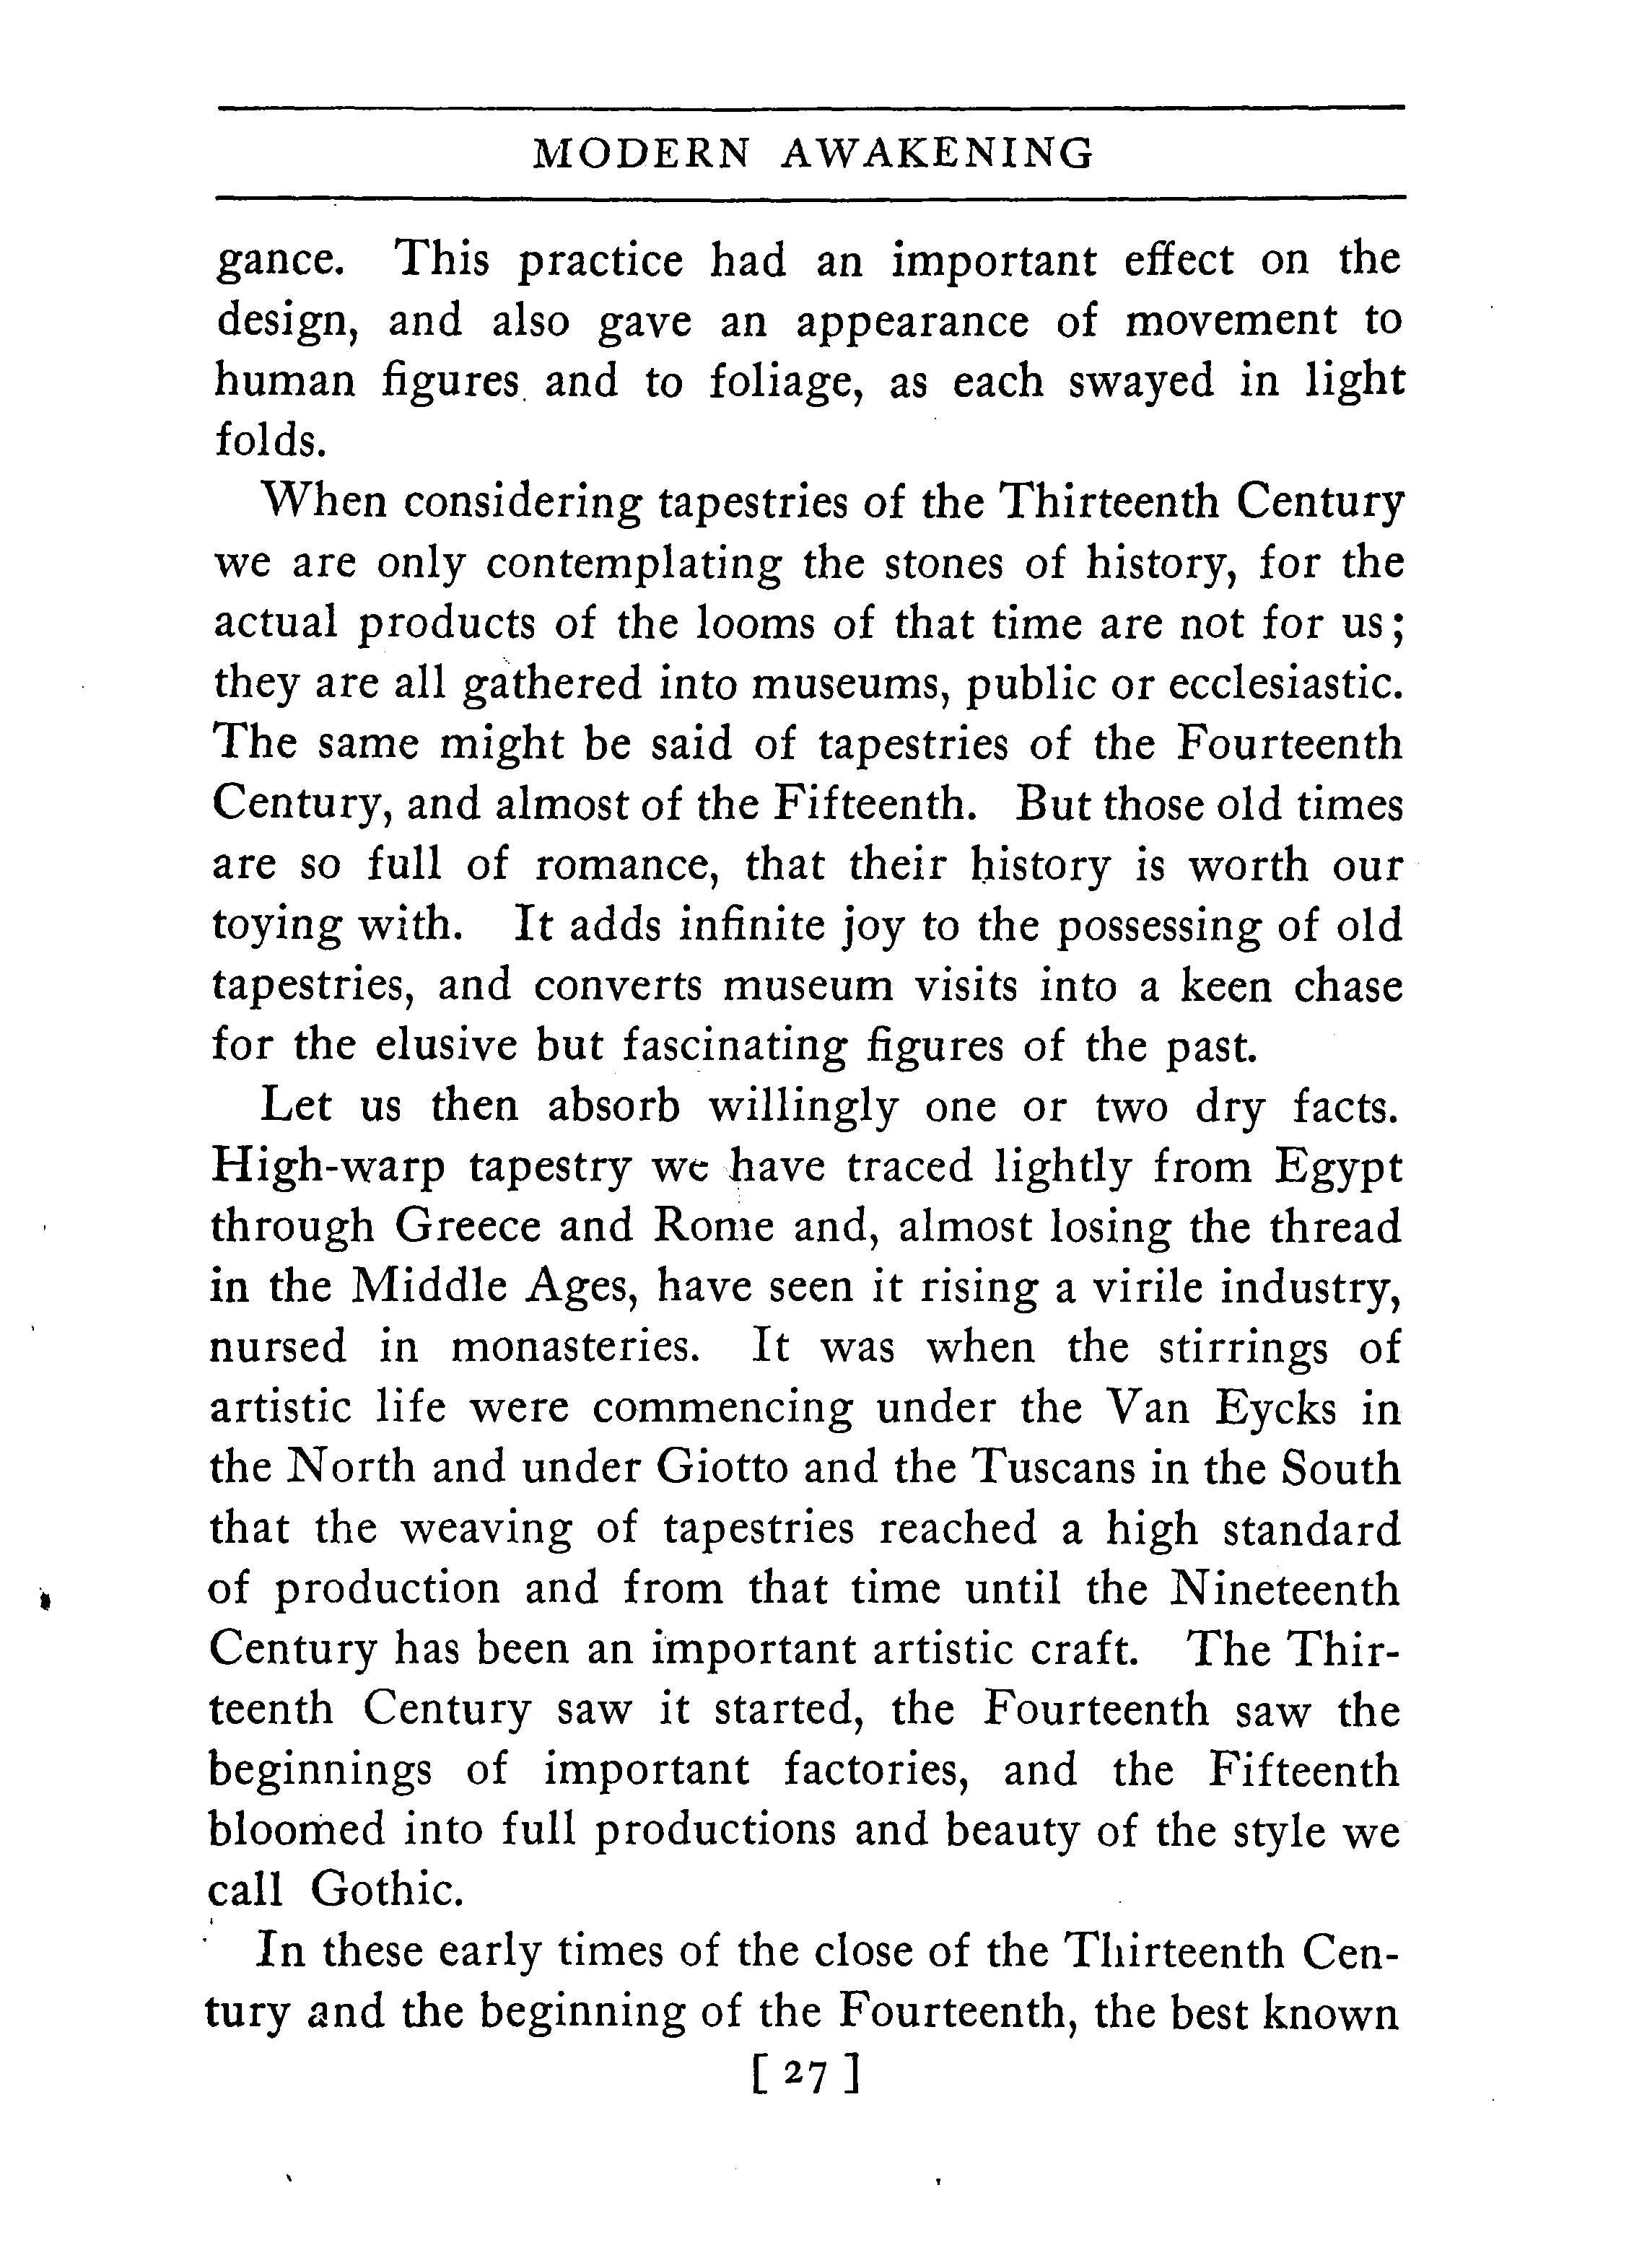 MODERN AWAKENING
gance. This practice had an important effect on the
design, and also gave an appearance of movement to
human figures and to foliage, as each swayed in light
folds.
When considering tapestries of the Thirteenth Century
we are only contemplating the stones of history, for the
actual products of the looms of that time are not for us;
they are all gathered into museums, public or ecclesiastic.
The same might be said of tapestries of the Fourteenth
Century, and almost of the Fifteenth. But those old times
are so full of romance, that their history is worth our
toying with. It adds infinite joy to the possessing of old
tapestries, and converts museum visits into a keen chase
for the elusive but fascinating figures of the past.
Let us then absorb willingly one or two dry facts.
High-warp tapestry we have traced lightly from Egypt
through Greece and Rome and, almost losing the thread
in the Middle Ages, have seen it rising a virile industry,
nursed in monasteries. It was when the stirrings of
artistic life were commencing under the Van Eycks in
the North and under Giotto and the Tuscans in the South
that the weaving of tapestries reached a high standard
of production and from that time until the Nineteenth
Century has been an important artistic craft. The Thir-
teenth Century saw it started, the Fourteenth saw the
beginnings of important factories, and the Fifteenth
bloomed into full productions and beauty of the style we
call Gothic.
In these early times of the close of the Thirteenth Cen-
tury and the beginning of the Fourteenth, the best known
[ 27 ]